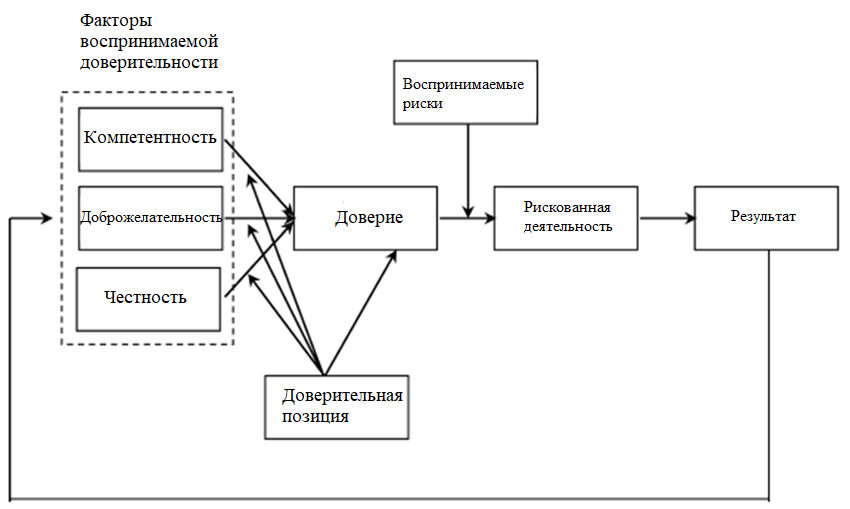 Факторы
воспринимаемой
доверительности
Воспринимаемые
риски
Компетентность
Доброжелательность
Доверие
Рискованная
деятельность
Результат
Честность
Доверительная
позиция